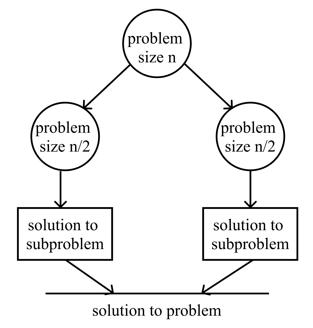 problem
size n
problem
size n/2
problem
size n/2
solution to
subproblem
solution to
subproblem
solution to problem